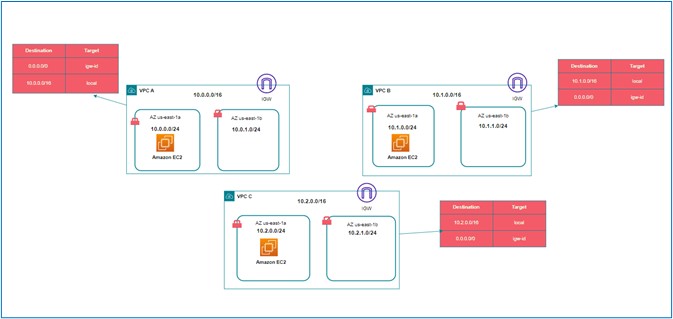 Destination Target
0.0.0.0/0 igw-id
10.0.0.0/16 local
VPC A
10.0.0.0/16
IGW
AZ us-east-1a
10.0.0.0/24
Amazon EC2
AZ us-east-1b
10.0.1.0/24
VPC B
10.1.0.0/16
IGW
AZ us-east-1a
10.1.0.0/24
Amazon EC2
AZ us-east-1b
10.1.1.0/24
Destination Target
10.1.0.0/16 local
0.0.0.0/0 igw-id
VPC C
10.2.0.0/16
IGW
AZ us-east-1a
10.2.0.0/24
Amazon EC2
AZ us-east-1b
10.2.1.0/24
Destination Target
10.2.0.0/16 local
0.0.0.0/0 igw-id